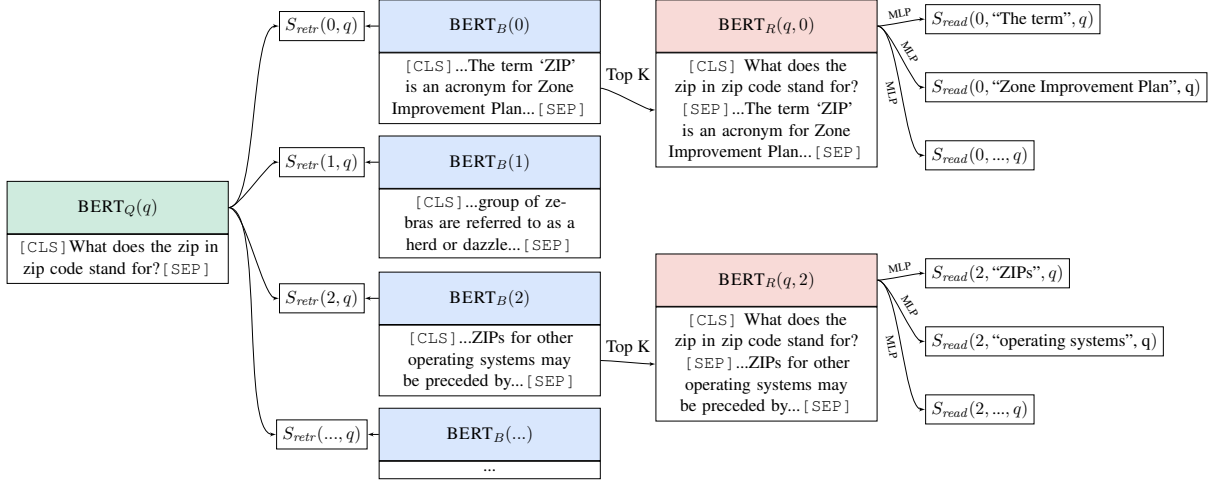 BERT_Q(q)
[CLS]What does the zip in
zip code stand for?[SEP]
S_retr(0, q)
S_retr(1, q)
S_retr(2, q)
S_retr(..., q)
BERT_B(0)
[CLS]...The term ‘ZIP’
is an acronym for Zone
Improvement Plan...[SEP]
BERT_B(1)
[CLS]...group of ze-
bras are referred to as a
herd or dazzle...[SEP]
BERT_B(2)
[CLS]...ZIPs for other
operating systems may
be preceded by...[SEP]
BERT_B(...)
...
Top K
Top K
BERT_R(q, 0)
[CLS] What does the
zip in zip code stand for?
[SEP]...The term ‘ZIP’
is an acronym for Zone
Improvement Plan...[SEP]
MLP
MLP
MLP
S_read(0, “The term”, q)
S_read(0, “Zone Improvement Plan”, q)
S_read(0, ..., q)
BERT_R(q, 2)
[CLS] What does the
zip in zip code stand for?
[SEP]...ZIPs for other
operating systems may
be preceded by...[SEP]
MLP
MLP
MLP
S_read(2, “ZIPs”, q)
S_read(2, “operating systems”, q)
S_read(2, ..., q)